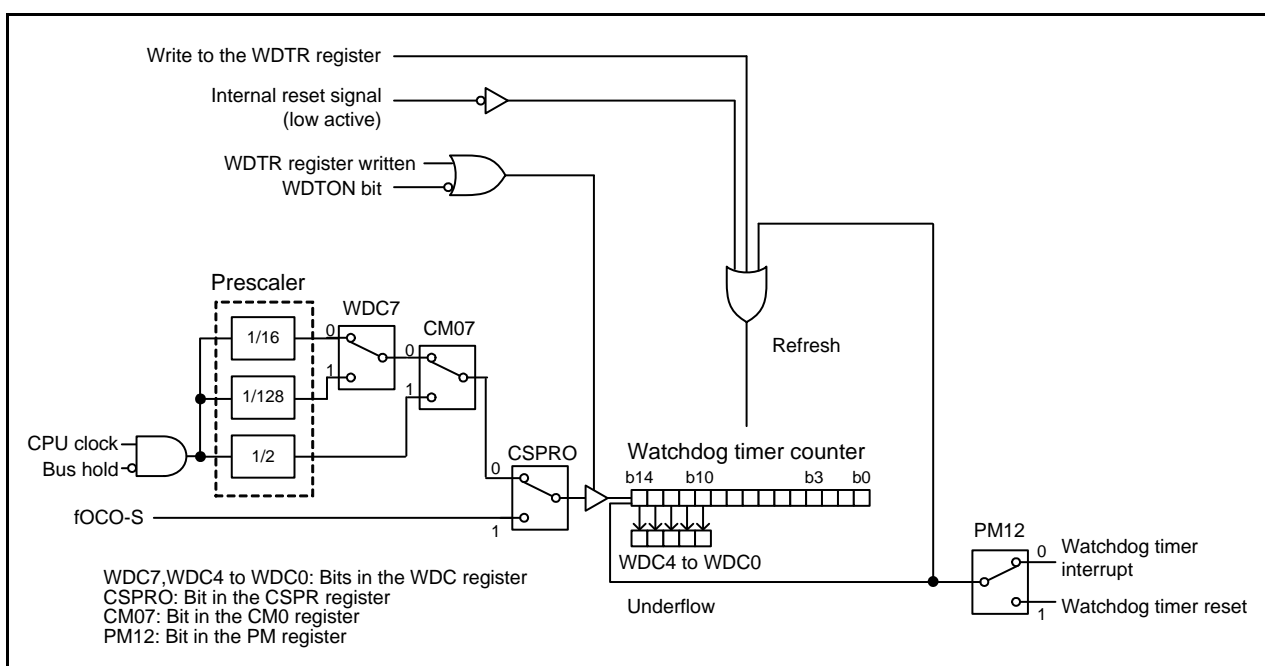 Write to the WDTR register
Internal reset signal
(low active)
WDTR register written
WDTON bit
Prescaler
WDC7
CM07
1/16
0
0
Refresh
1/128
1
1
CPU clock
Bus hold
1/2
CSPRO
Watchdog timer counter
0
b14
b10
b3
b0
fOCO-S
1
PM12
WDC4 to WDC0
0
Watchdog timer
interrupt
Underflow
1
Watchdog timer reset
WDC7,WDC4 to WDC0: Bits in the WDC register
CSPRO: Bit in the CSPR register
CM07: Bit in the CM0 register
PM12: Bit in the PM register